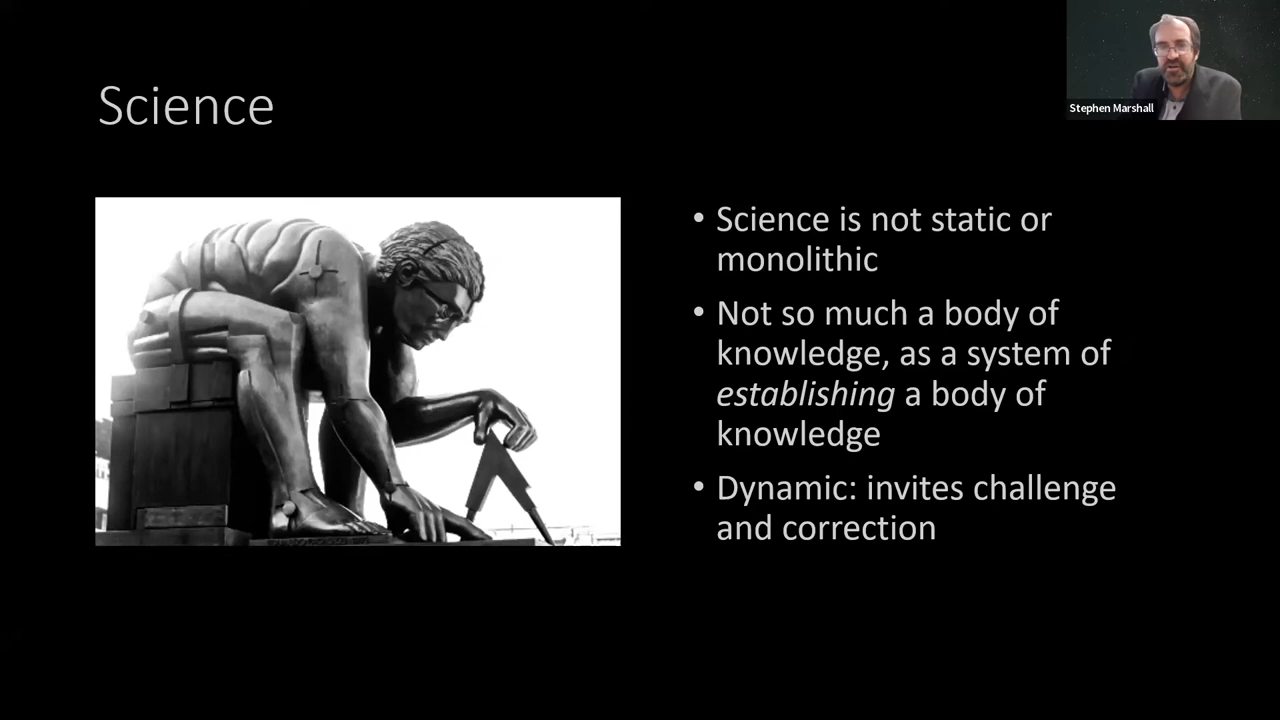 Science
Stephen Marshall
• Science is not static or
monolithic
• Not so much a body of
knowledge, as a system of
establishing a body of
knowledge
• Dynamic: invites challenge
and correction